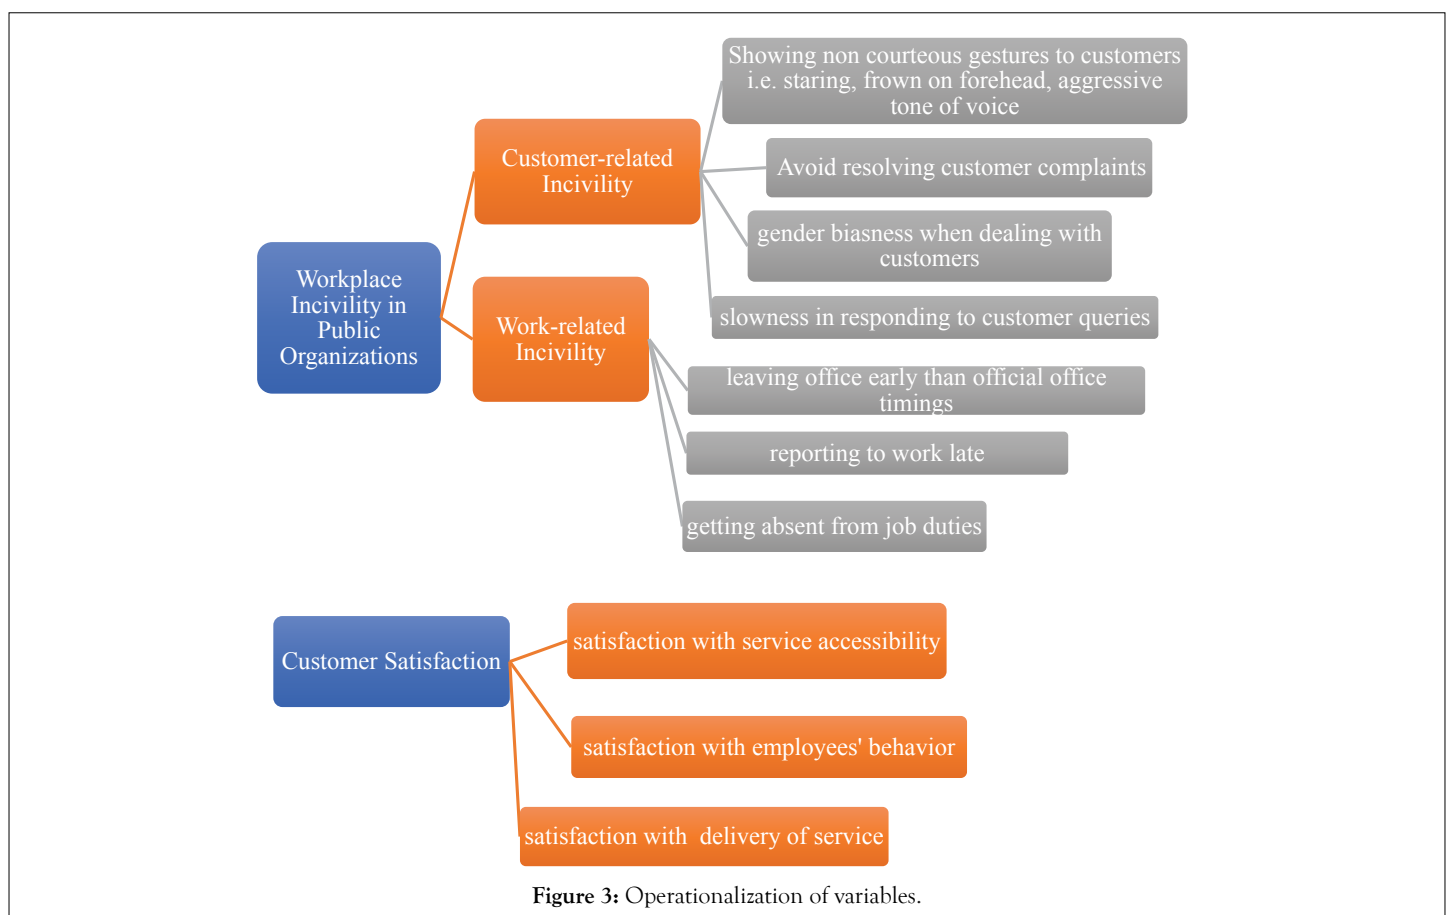 Showing non courteous gestures to customers
i.e. staring, frown on forehead, aggressive
tone of voice
Customer-related
Incivility
Avoid resolving customer complaints
gender biasness when dealing with
customers
Workplace
Incivility in
Public
Organizations
slowness in responding to customer queries
Work-related
Incivility
leaving office early than official office
timings
reporting to work late
getting absent from job duties
Customer Satisfaction
satisfaction with service accessibility
satisfaction with employees' behavior
satisfaction with delivery of service
Figure 3: Operationalization of variables.